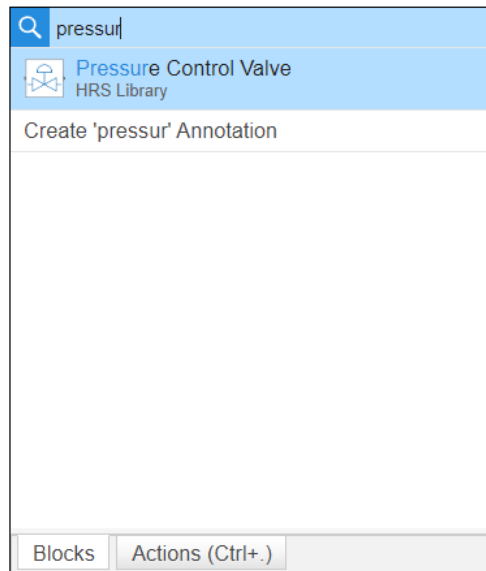 pressur
Pressure Control Valve
HRS Library
Create 'pressur' Annotation
Blocks Actions (Ctrl+.)